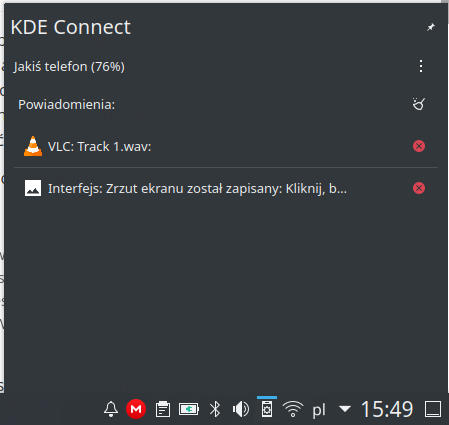 KDE Connect
Jakiś telefon (76%)
Powiadomienia:
VLC: Track 1.wav:
Interfejs: Zrzut ekranu został zapisany: Kliknij, b...
M
pl
15:49